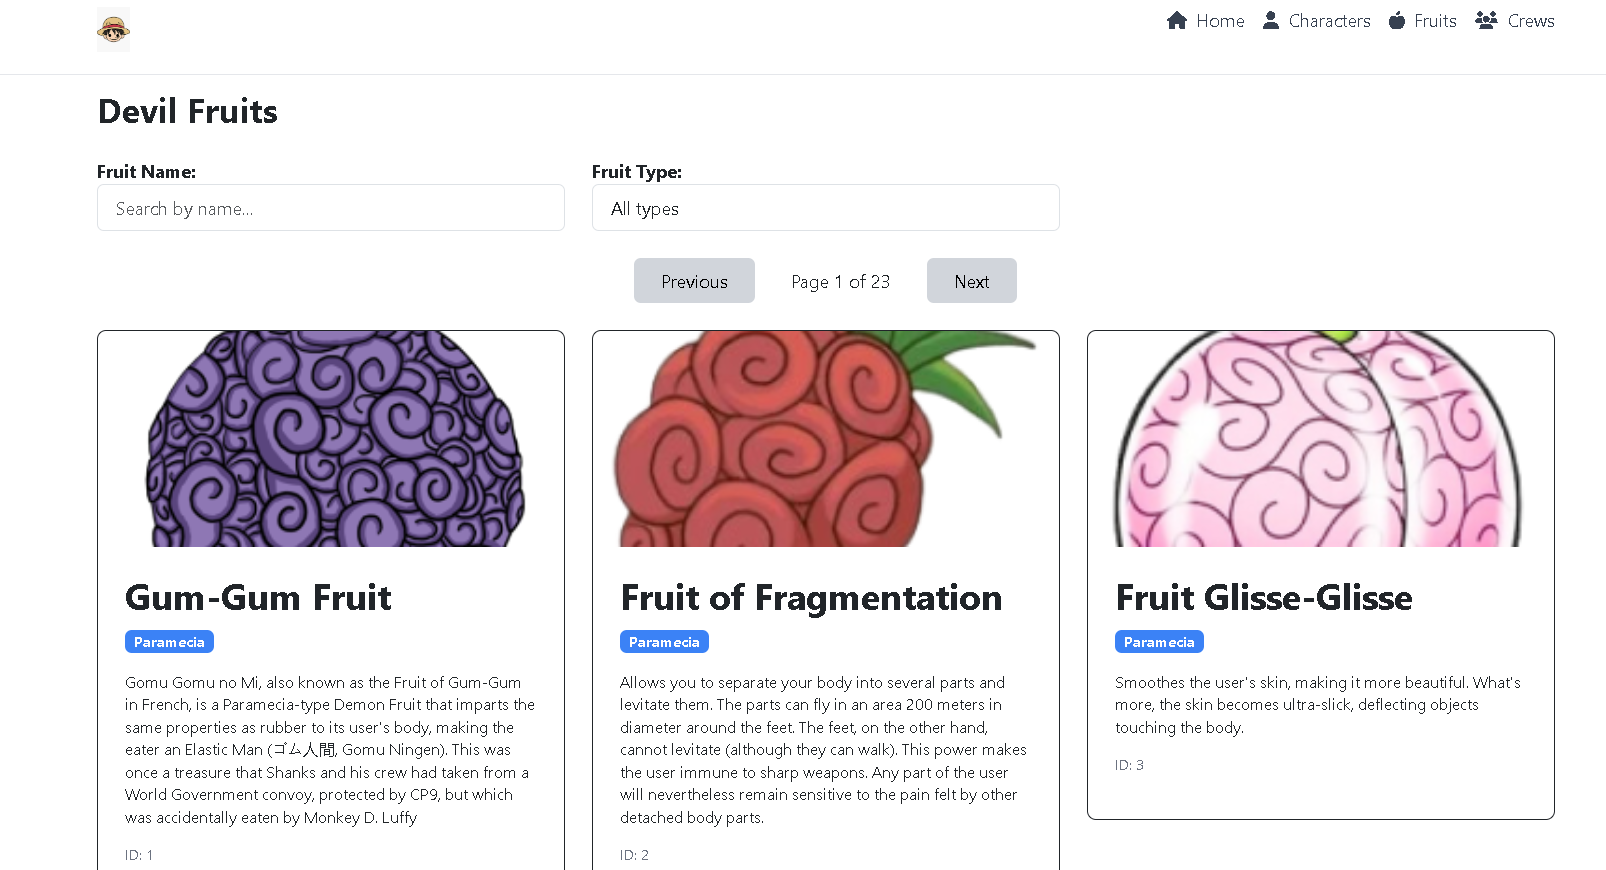 Home Characters Fruits Crews
Devil Fruits
Fruit Name:
Search by name...
Fruit Type:
All types
Previous Page 1 of 23 Next
Gum-Gum Fruit
Paramecia
Gomu Gomu no Mi, also known as the Fruit of Gum-Gum
in French, is a Paramecia-type Demon Fruit that imparts the
same properties as rubber to its user's body, making the
eater an Elastic Man (ゴム人間, Gomu Ningen). This was
once a treasure that Shanks and his crew had taken from a
World Government convoy, protected by CP9, but which
was accidentally eaten by Monkey D. Luffy
ID: 1
Fruit of Fragmentation
Paramecia
Allows you to separate your body into several parts and
levitate them. The parts can fly in an area 200 meters in
diameter around the feet. The feet, on the other hand,
cannot levitate (although they can walk). This power makes
the user immune to sharp weapons. Any part of the user
will nevertheless remain sensitive to the pain felt by other
detached body parts.
ID: 2
Fruit Glisse-Glisse
Paramecia
Smoothes the user's skin, making it more beautiful. What's
more, the skin becomes ultra-slick, deflecting objects
touching the body.
ID: 3